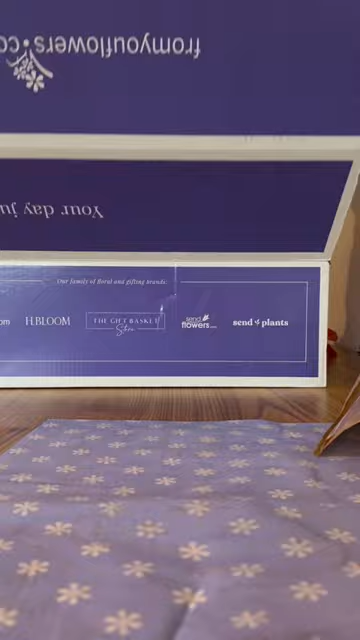 fromyouflowers.co
Your day ju
Our family of floral and gifting brands:
om
H.BLOOM
THE GIFT BASKET
Store
send
flowers.com
send plants